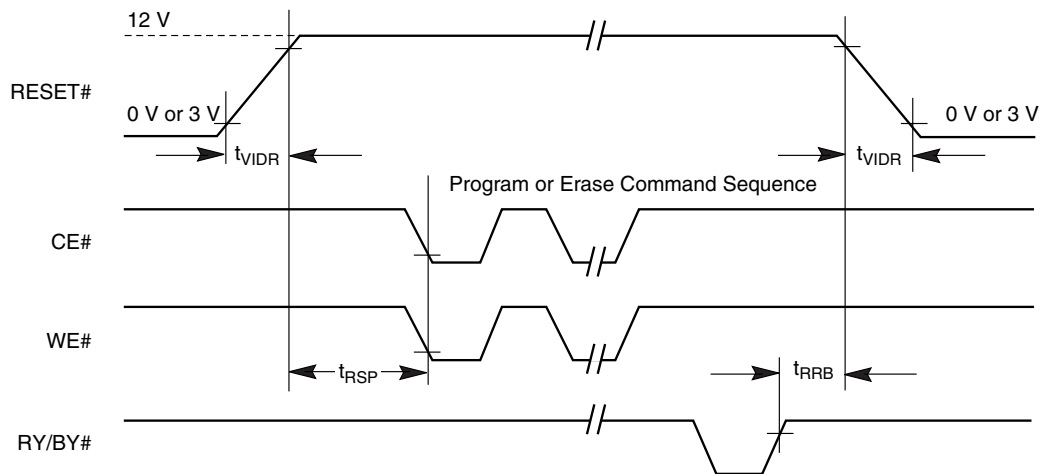 12 V
RESET#
0 V or 3 V
0 V or 3 V
tVIDR
tVIDR
Program or Erase Command Sequence
CE#
WE#
tRSP
tRRB
RY/BY#